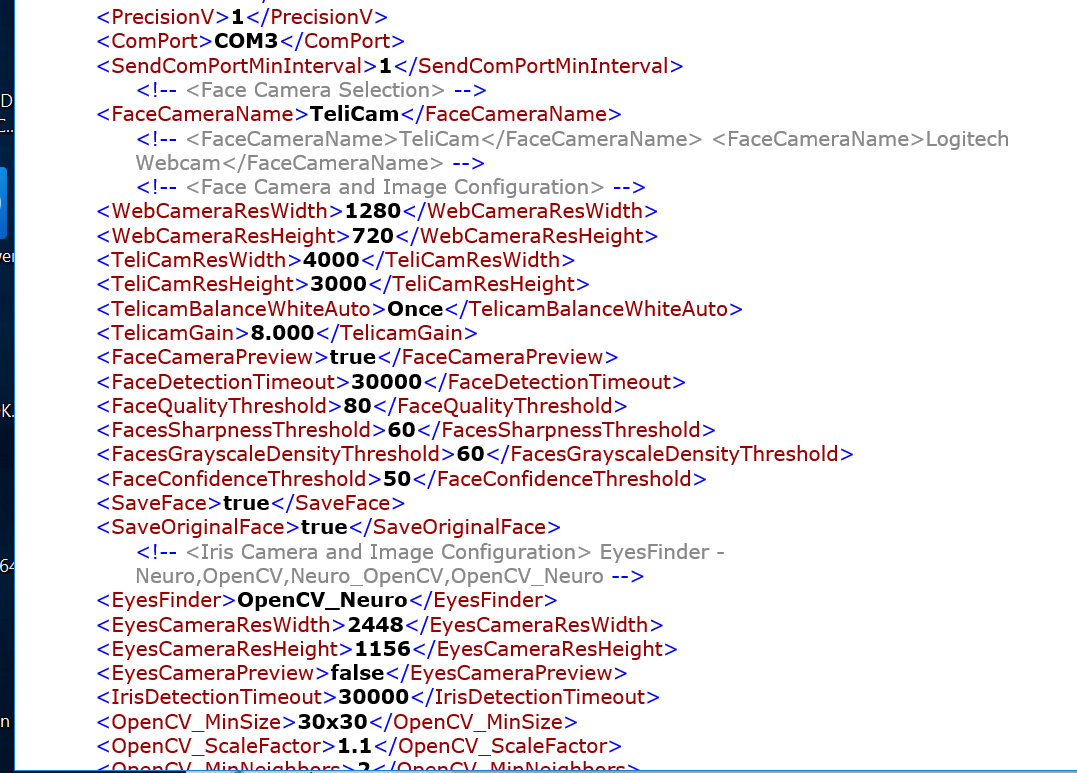 <PrecisionV>1</PrecisionV>
<ComPort>COM3</ComPort>
<SendComPortMinInterval>1</SendComPortMinInterval>
<!-- <Face Camera Selection> -->
<FaceCameraName>TeliCam</FaceCameraName>
<!-- <FaceCameraName>TeliCam</FaceCameraName> <FaceCameraName>Logitech
Webcam</FaceCameraName> -->
<!-- <Face Camera and Image Configuration> -->
<WebCameraResWidth>1280</WebCameraResWidth>
<WebCameraResHeight>720</WebCameraResHeight>
<TeliCamResWidth>4000</TeliCamResWidth>
<TeliCamResHeight>3000</TeliCamResHeight>
<TelicamBalanceWhiteAuto>Once</TelicamBalanceWhiteAuto>
<TelicamGain>8.000</TelicamGain>
<FaceCameraPreview>true</FaceCameraPreview>
<FaceDetectionTimeout>30000</FaceDetectionTimeout>
<FaceQualityThreshold>80</FaceQualityThreshold>
<FacesSharpnessThreshold>60</FacesSharpnessThreshold>
<FacesGrayscaleDensityThreshold>60</FacesGrayscaleDensityThreshold>
<FaceConfidenceThreshold>50</FaceConfidenceThreshold>
<SaveFace>true</SaveFace>
<SaveOriginalFace>true</SaveOriginalFace>
<!-- <Iris Camera and Image Configuration> EyesFinder -
Neuro,OpenCV,Neuro_OpenCV,OpenCV_Neuro -->
<EyesFinder>OpenCV_Neuro</EyesFinder>
<EyesCameraResWidth>2448</EyesCameraResWidth>
<EyesCameraResHeight>1156</EyesCameraResHeight>
<EyesCameraPreview>false</EyesCameraPreview>
<IrisDetectionTimeout>30000</IrisDetectionTimeout>
<OpenCV_MinSize>30x30</OpenCV_MinSize>
<OpenCV_ScaleFactor>1.1</OpenCV_ScaleFactor>
<OpenCV_MinNeighbors>2</OpenCV_MinNeighbors>